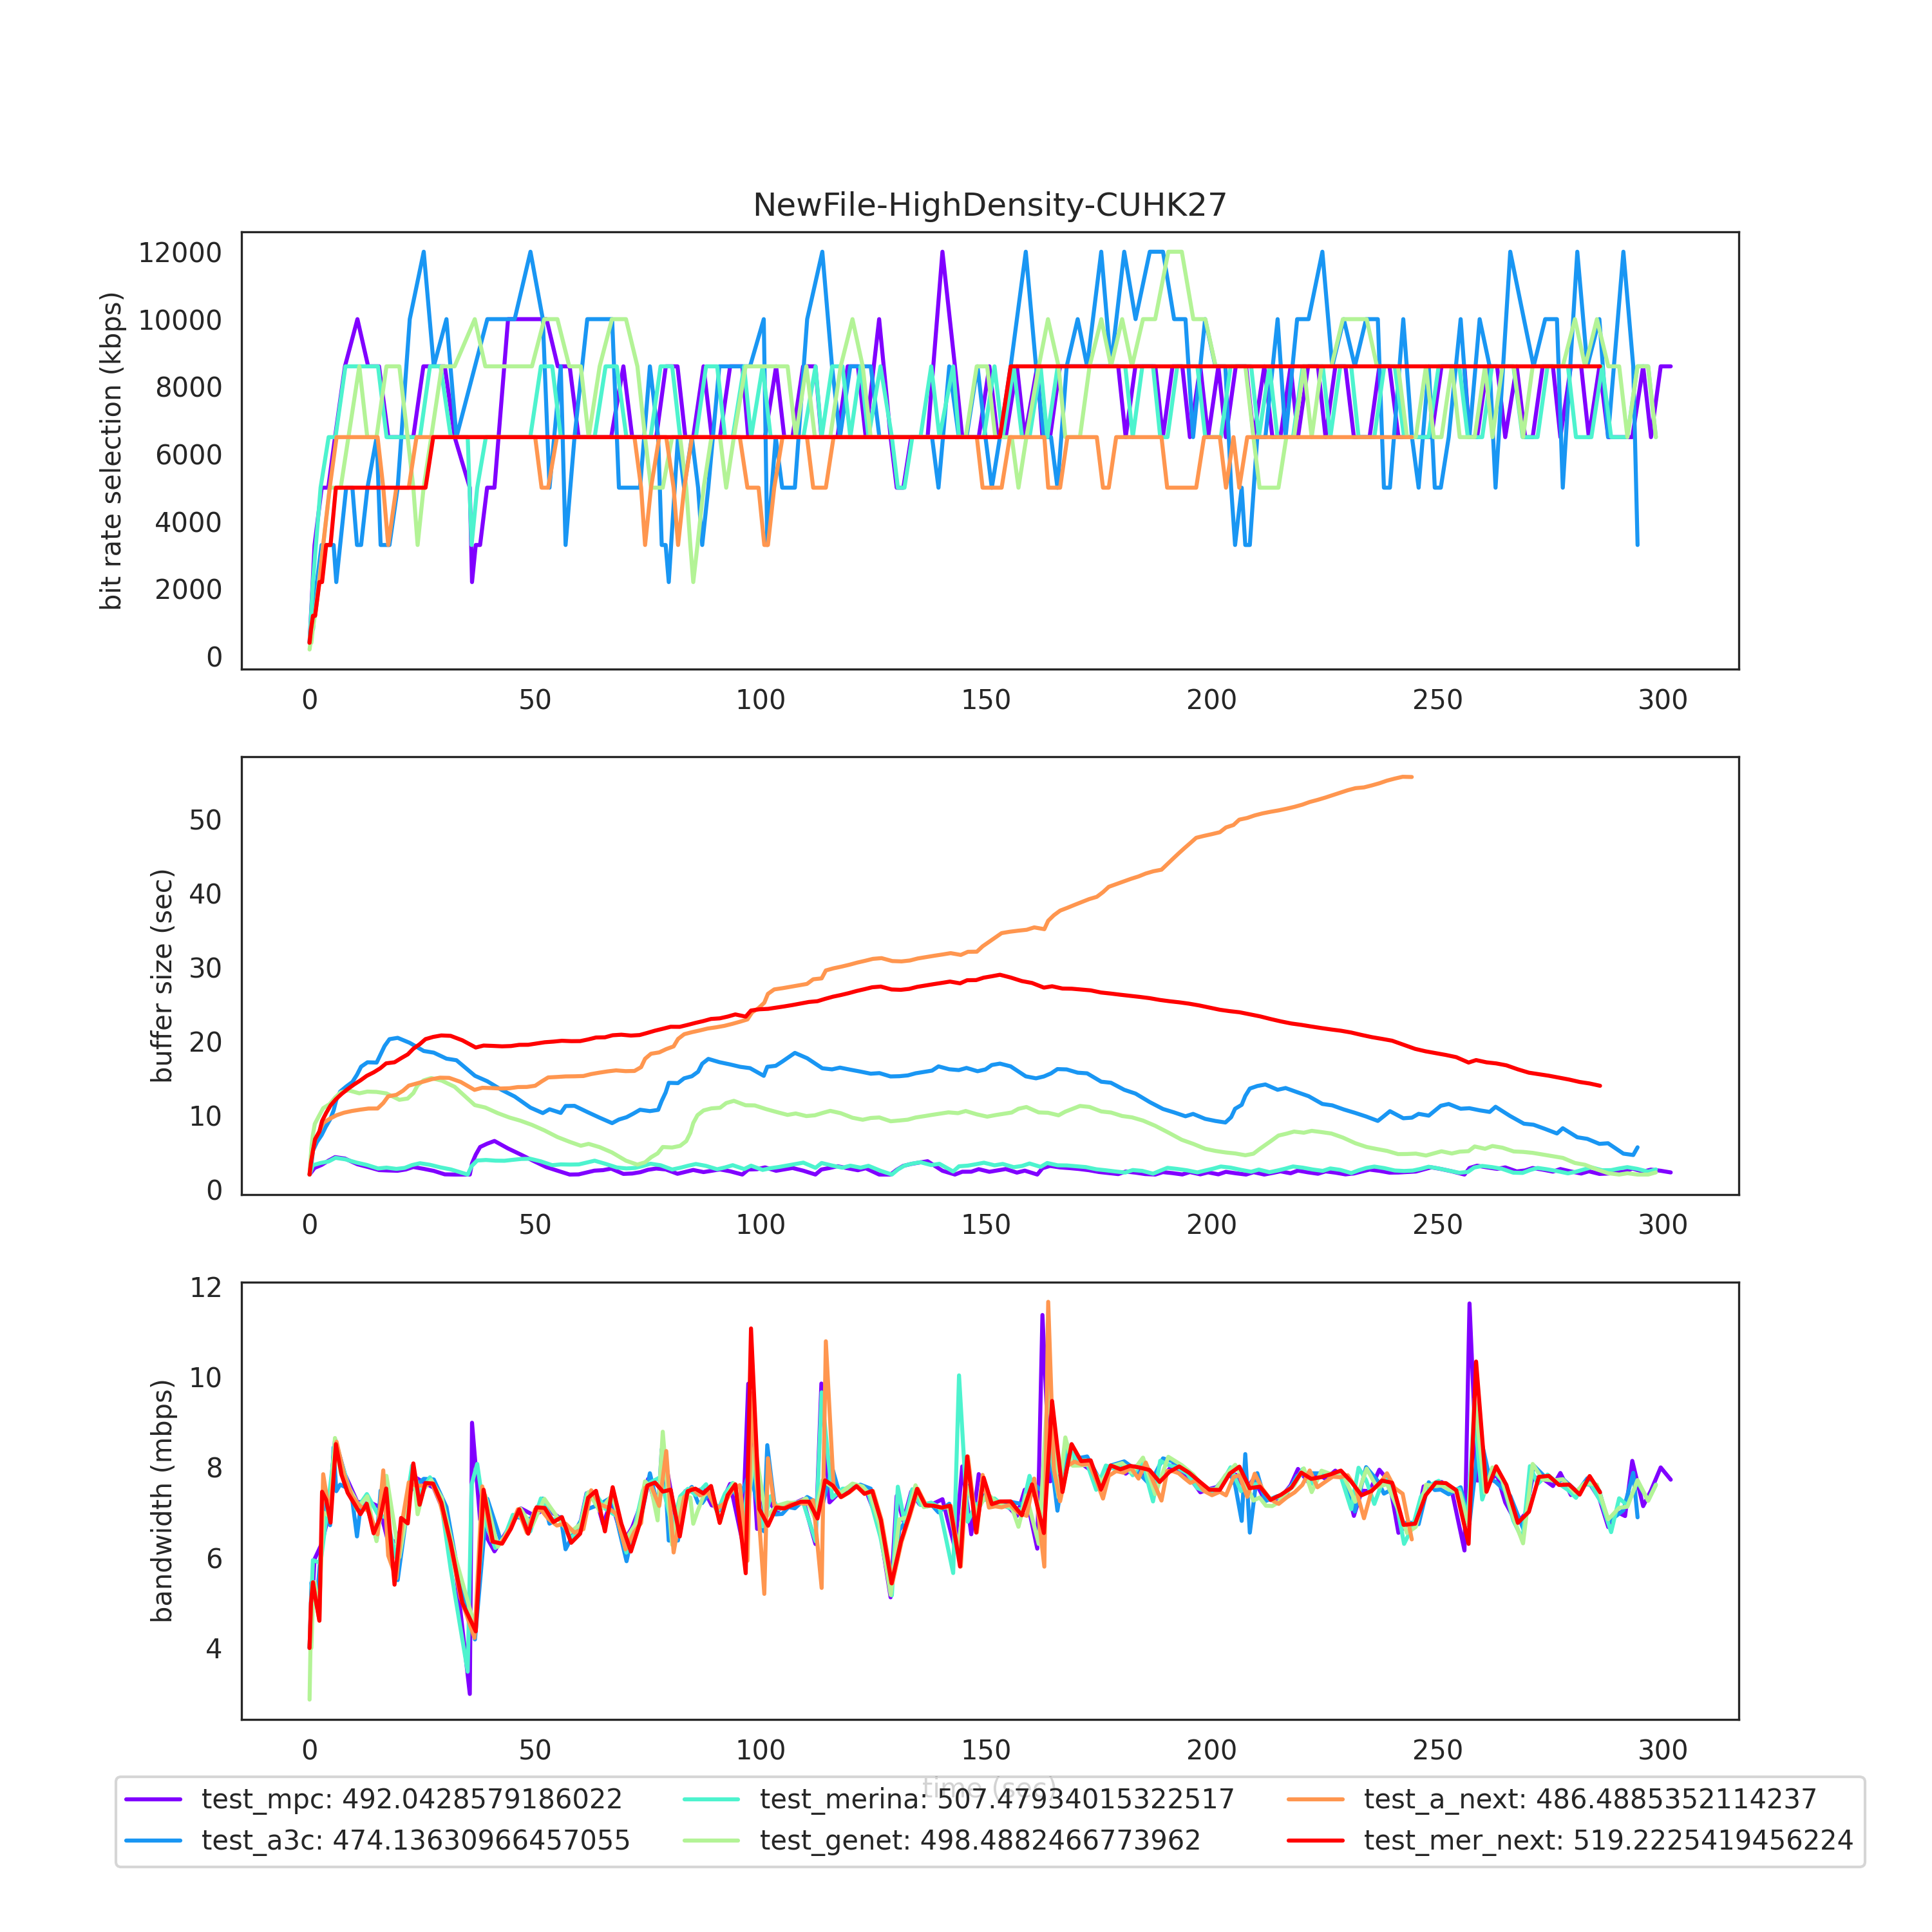 NewFile-HighDensity-CUHK27
bit rate selection (kbps)
12000
10000
8000
6000
4000
2000
0
0 50 100 150 200 250 300
buffer size (sec)
50
40
30
20
10
0
0 50 100 150 200 250 300
bandwidth (mbps)
12
10
8
6
4
0 50 100 150 200 250 300
time (sec)
test_mpc: 492.0428579186022 test_merina: 507.47934015322517 test_a_next: 486.4885352114237
test_a3c: 474.13630966457055 test_genet: 498.4882466773962 test_mer_next: 519.2225419456224